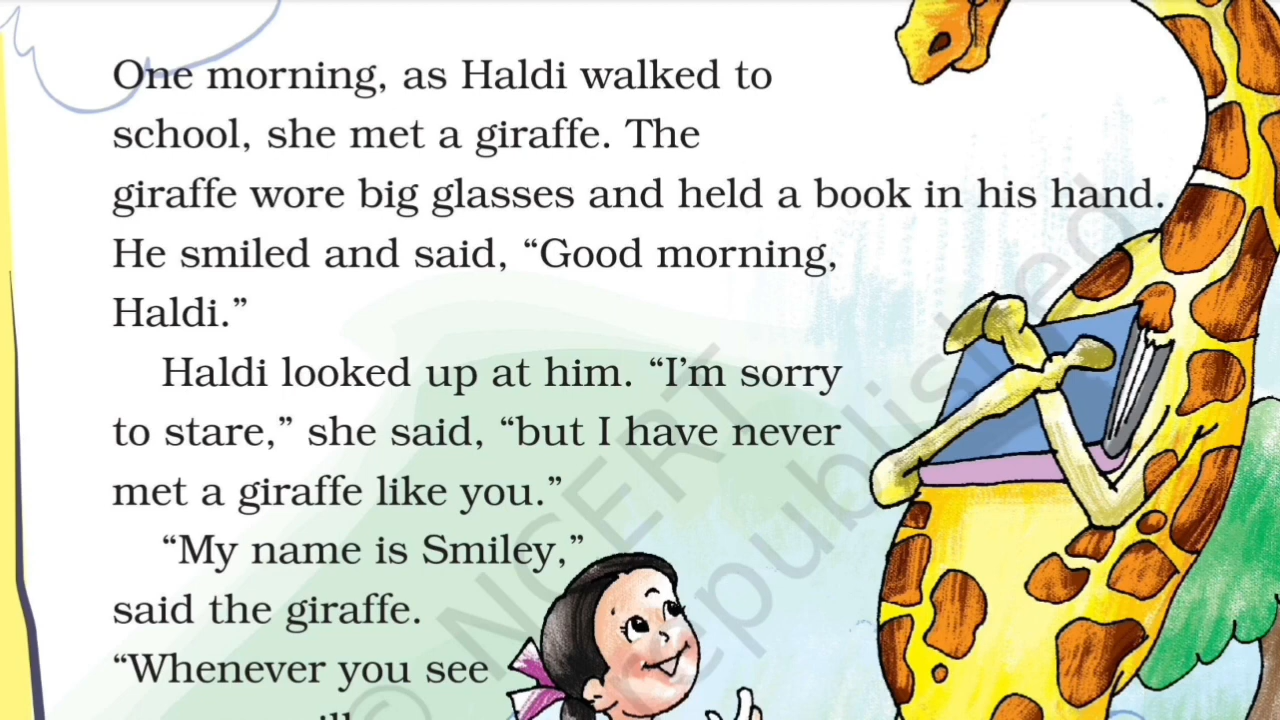 One morning, as Haldi walked to
school, she met a giraffe. The
giraffe wore big glasses and held a book in his hand.
He smiled and said, “Good morning,
Haldi.”
Haldi looked up at him. “I’m sorry
to stare,” she said, “but I have never
met a giraffe like you.”
“My name is Smiley,”
said the giraffe.
“Whenever you see
© NCERT
republished